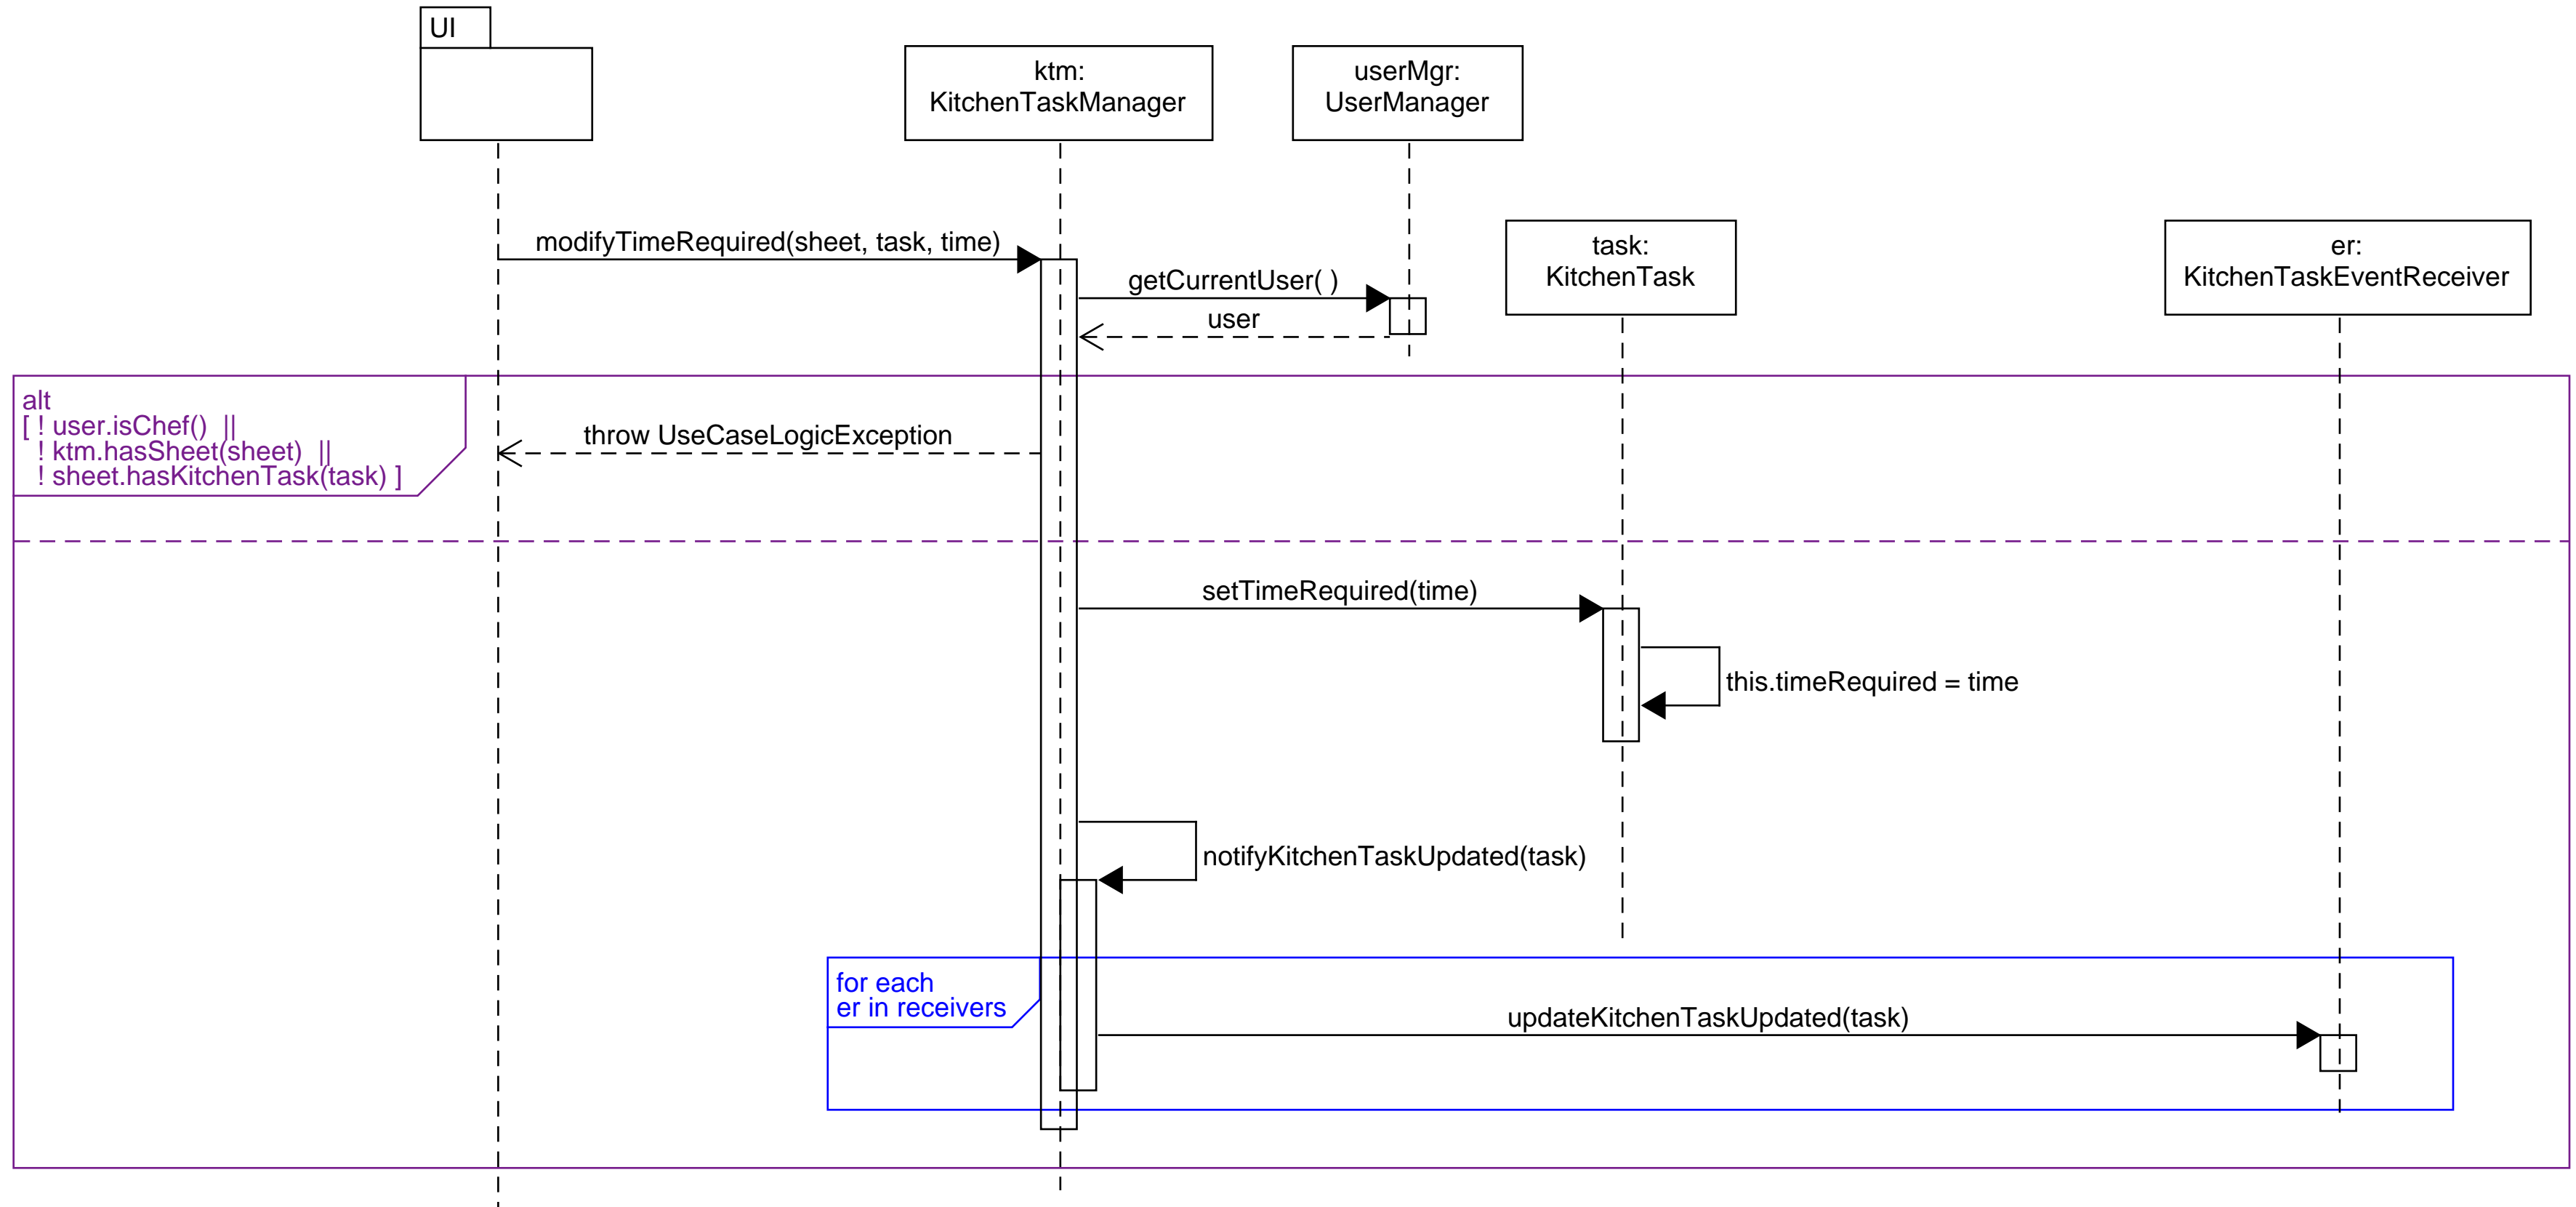 UI
ktm:
KitchenTaskManager
userMgr:
UserManager
modifyTimeRequired(sheet, task, time)
task:
KitchenTask
er:
KitchenTaskEventReceiver
getCurrentUser( )
user
alt
[ ! user.isChef() ||
! ktm.hasSheet(sheet) ||
! sheet.hasKitchenTask(task) ]
throw UseCaseLogicException
setTimeRequired(time)
this.timeRequired = time
notifyKitchenTaskUpdated(task)
for each
er in receivers
updateKitchenTaskUpdated(task)